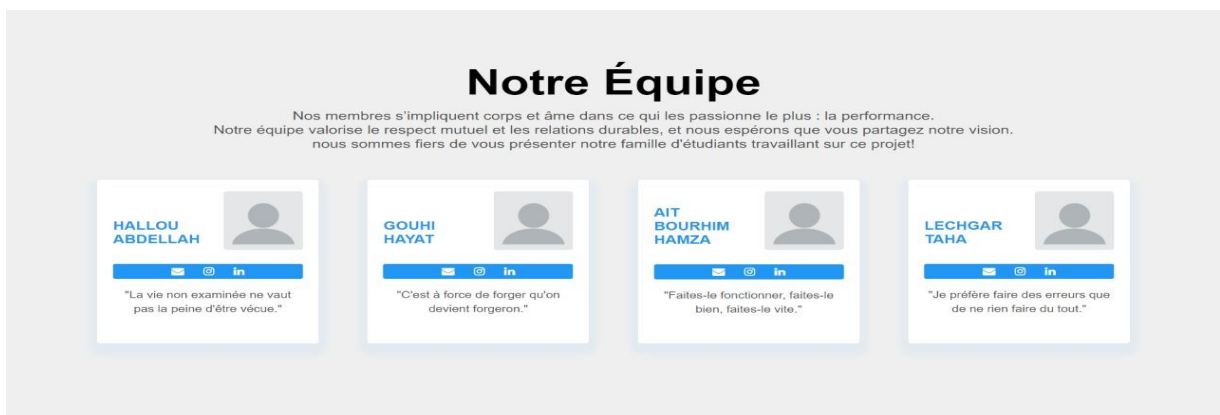 Notre Équipe
Nos membres s'impliquent corps et âme dans ce qui les passionne le plus : la performance.
Notre équipe valorise le respect mutuel et les relations durables, et nous espérons que vous partagez notre vision.
nous sommes fiers de vous présenter notre famille d'étudiants travaillant sur ce projet!
HALLOU
ABDELLAH
in
"La vie non examinée ne vaut
pas la peine d'être vécue."
GOUHI
HAYAT
in
"C'est à force de forger qu'on
devient forgeron."
AIT
BOURHIM
HAMZA
in
"Faites-le fonctionner, faites-le
bien, faites-le vite."
LECHGAR
TAHA
in
"Je préfère faire des erreurs que
de ne rien faire du tout."